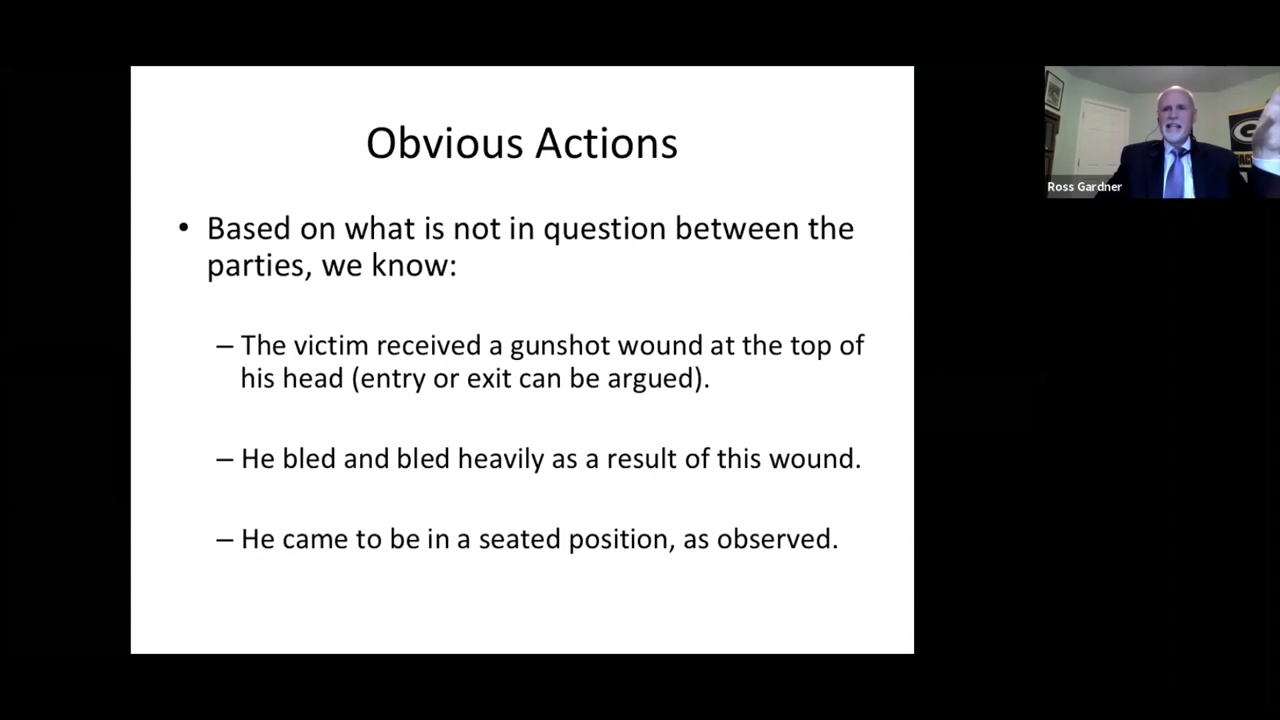 Obvious Actions
• Based on what is not in question between the
parties, we know:
– The victim received a gunshot wound at the top of
his head (entry or exit can be argued).
– He bled and bled heavily as a result of this wound.
– He came to be in a seated position, as observed.
Ross Gardner
G